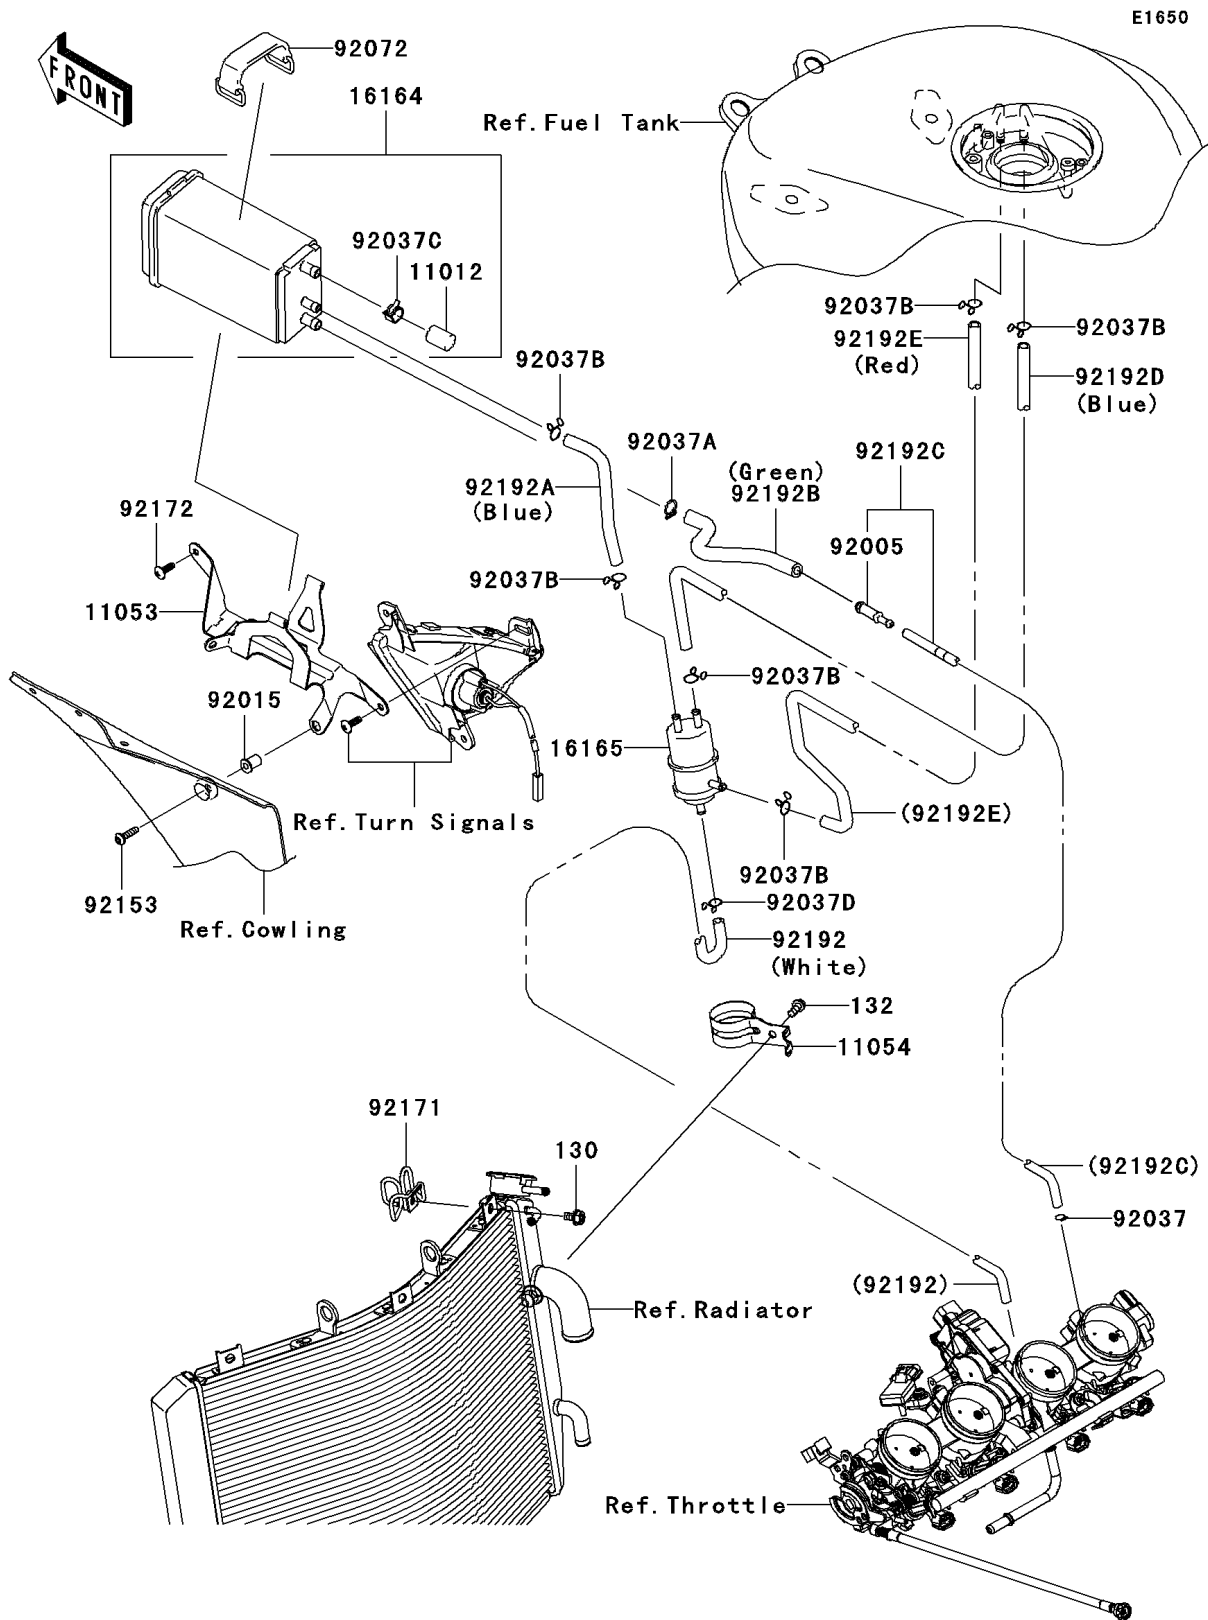 E1650
FRONT
92072
16164
Ref.Fuel Tank
92037C
11012
92037B
92037B
92192E
(Red)
92192D
(Blue)
92037B
92037A
92192C
(Green)
92192B
92192A
(Blue)
92172
92005
92037B
11053
92037B
92015
16165
(92192E)
Ref.Turn Signals
92037B
92153
92037D
Ref.Cowling
92192
(White)
132
11054
92171
130
(92192C)
92037
(92192)
Ref.Radiator
Ref.Throttle